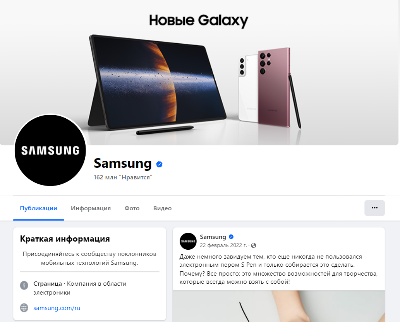 Новые Galaxy
SAMSUNG
Samsung
162 млн "Нравится"
Публикации Информация Фото Видео
Краткая информация
Присоединяйтесь к сообществу поклонников
мобильных технологий Samsung.
Страница · Компания в области
электроники
samsung.com/ru
SAMSUNG
Samsung
22 февраля 2022 г. ·
Даже немного завидуем тем, кто еще никогда не пользовался
электронным пером S Pen и только собирается это сделать.
Почему? Все просто: это множество возможностей для творчества,
которые всегда можно взять с собой!